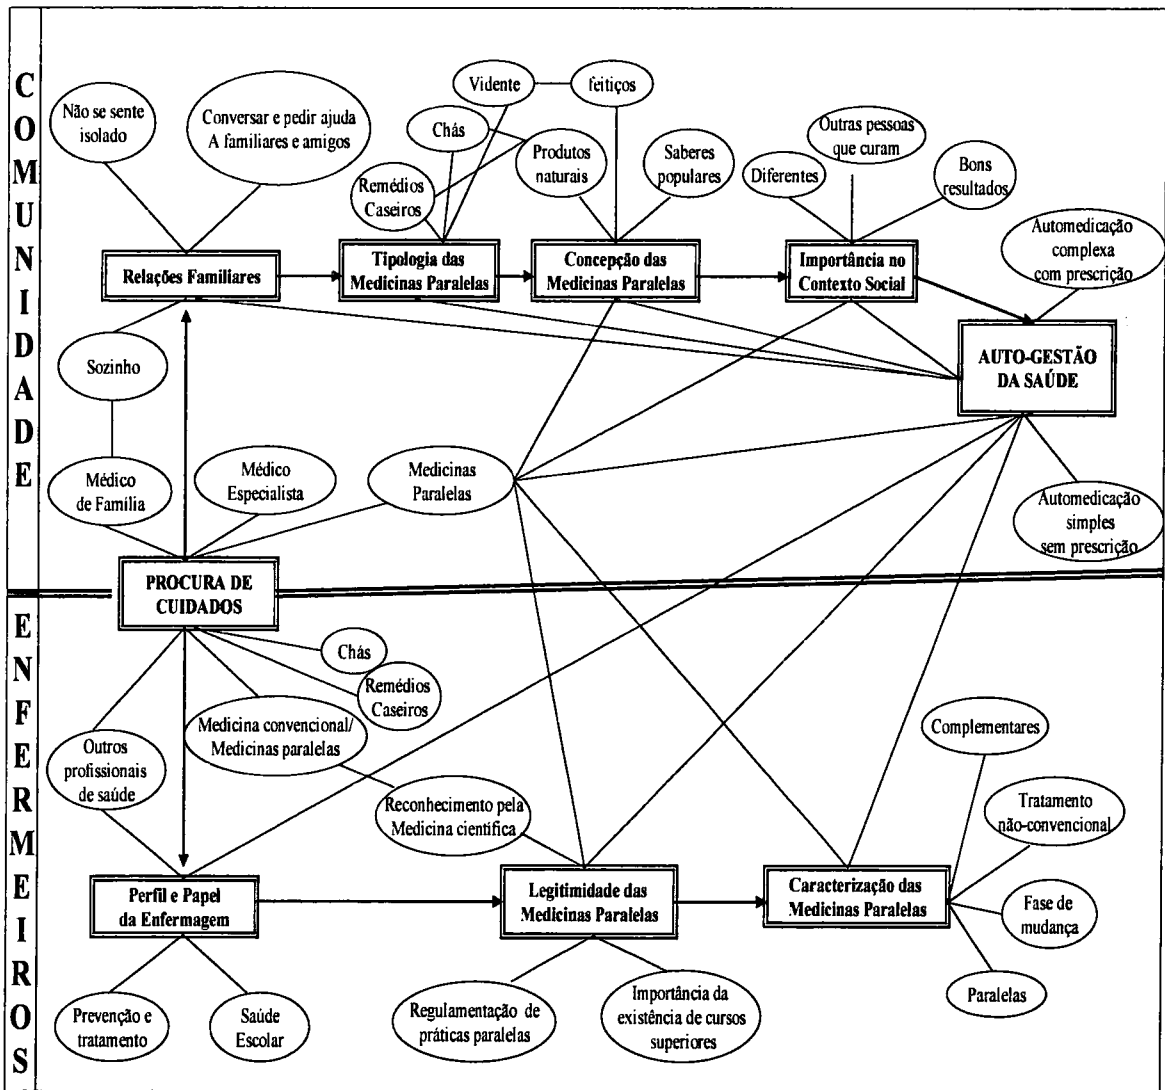 COMUNIDADE
Não se sente
isolado
Conversar e pedir ajuda
A familiares e amigos
Vidente
feitiços
Chás
Remédios
Caseiros
Produtos
naturais
Saberes
populares
Outras pessoas
que curam
Diferentes
Bons
resultados
Automedicação
complexa
com prescrição
Relações Familiares
Tipologia das
Medicinas Paralelas
Concepção das
Medicinas Paralelas
Importância no
Contexto Social
AUTO-GESTÃO
DA SAÚDE
Sozinho
Médico
de Família
Médico
Especialista
Medicinas
Paralelas
Automedicação
simples
sem prescrição
PROCURA DE
CUIDADOS
ENFERMEIROS
Chás
Remédios
Caseiros
Medicina convencional/
Medicinas paralelas
Outros
profissionais
de saúde
Reconhecimento pela
Medicina científica
Complementares
Tratamento
não-convencional
Fase de
mudança
Paralelas
Perfil e Papel
da Enfermagem
Legitimidade das
Medicinas Paralelas
Caracterização das
Medicinas Paralelas
Prevenção e
tratamento
Saúde
Escolar
Regulamentação de
práticas paralelas
Importância da
existência de cursos
superiores